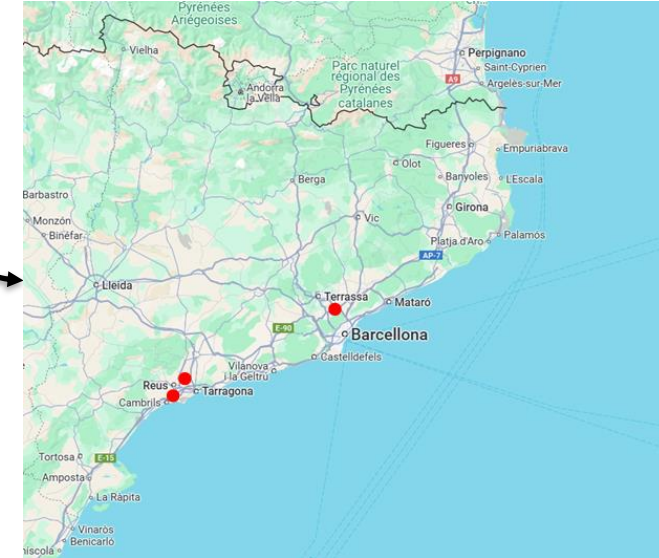 Pyrénées
Ariégeoises
Vielha
Perpignano
Saint-Cyprien
Parc naturel
régional des
Pyrénées
catalanes
A9
Argelès-sur-Mer
Andorra
la Vella
Figueres
Empuriabrava
Olot
Banyoles
L'Escala
Berga
Barbastro
Girona
Vic
Monzón
Binéfar
Platja d'Aro
Palamós
AP-7
Lleida
Terrassa
Mataró
E-90
Barcellona
Castelldefels
Vilanova
i la Geltrú
Reus
Tarragona
Cambrils
Tortosa
E-15
Amposta
La Ràpita
Vinaròs
Benicarló
níscola